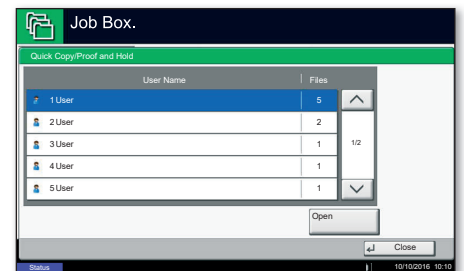 Job Box.
Quick Copy/Proof and Hold
User Name Files
1 User 5
2 User 2
3 User 1
4 User 1
5 User 1
1/2
Open
Close
Status 10/10/2016 10:10